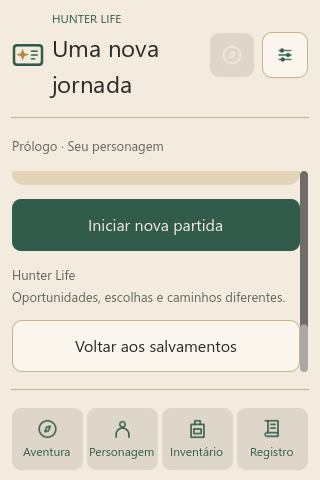 HUNTER LIFE
Uma nova
jornada
Prólogo · Seu personagem
Iniciar nova partida
Hunter Life
Oportunidades, escolhas e caminhos diferentes.
Voltar aos salvamentos
Aventura
Personagem
Inventário
Registro